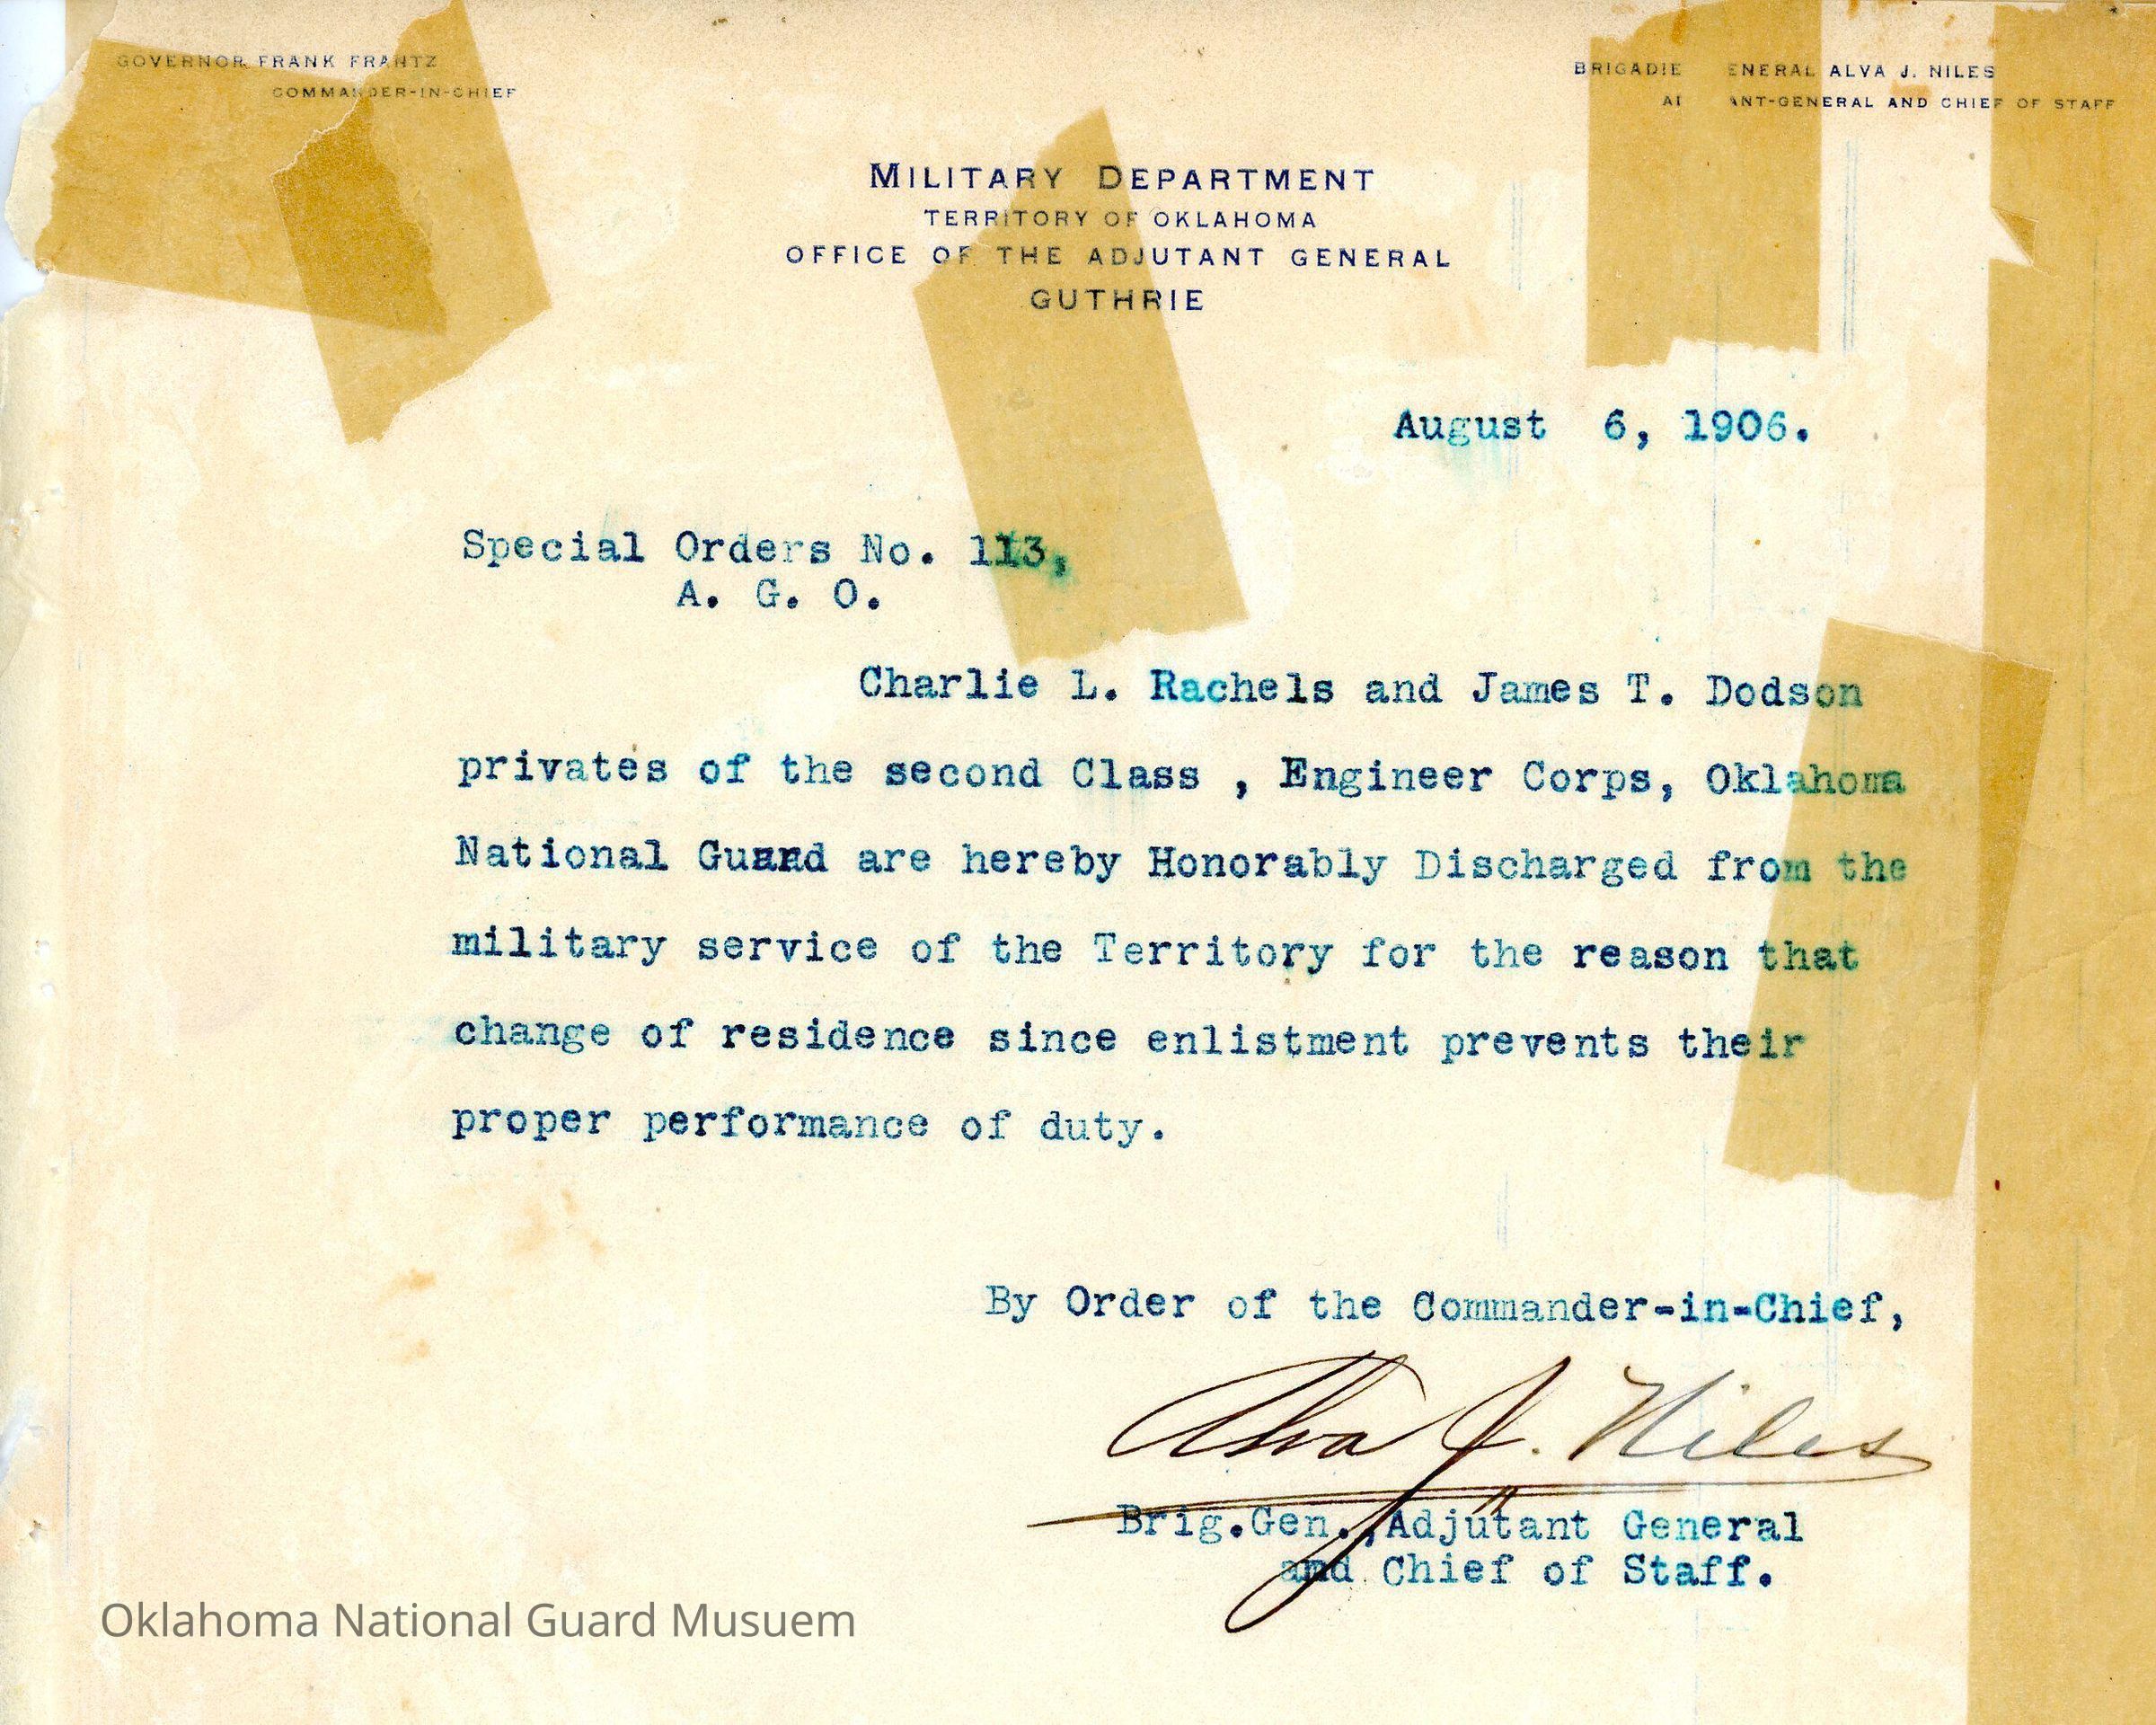 GOVERNOR FRANK FRANTZ
COMMANDER-IN-CHIEF
BRIGADIE ENERAL ALVA J. NILES
ANT-GENERAL AND CHIEF OF STAFF
MILITARY DEPARTMENT
TERRITORY OF OKLAHOMA
OFFICE OF THE ADJUTANT GENERAL
GUTHRIE
August 6, 1906.
Special Orders No. 113,
A. G. O.
Charlie L. Rachels and James T. Dodson
privates of the second Class , Engineer Corps, Oklahoma
National Guard are hereby Honorably Discharged from the
military service of the Territory for the reason that
change of residence since enlistment prevents their
proper performance of duty.
By Order of the Commander-in-Chief,
Alva J. Niles
Brig.Gen.,Adjutant General
and Chief of Staff.
Oklahoma National Guard Musuem